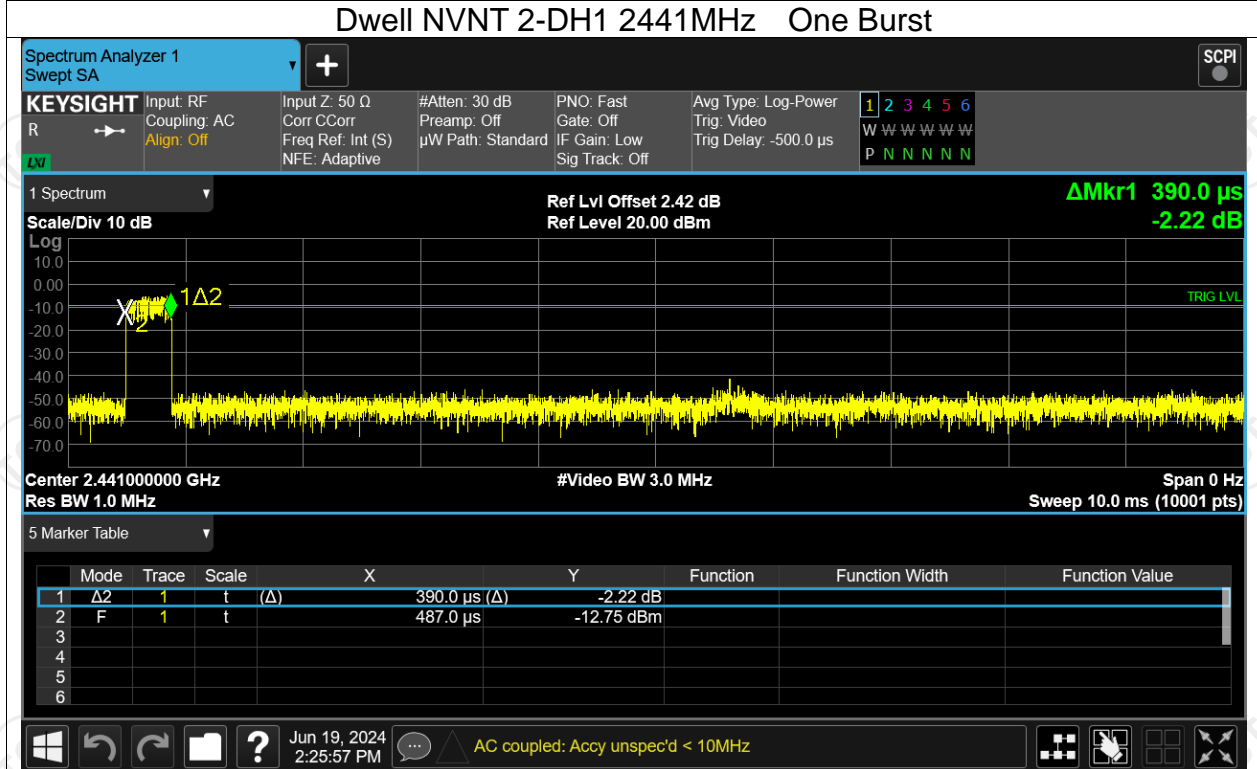 Dwell NVNT 2-DH1 2441MHz One Burst
Spectrum Analyzer 1
Swept SA
+
SCPI
KEYSIGHT
R
LXI
Input: RF
Coupling: AC
Align: Off
Input Z: 50 Ω
Corr CCorr
Freq Ref: Int (S)
NFE: Adaptive
#Atten: 30 dB
Preamp: Off
µW Path: Standard
PNO: Fast
Gate: Off
IF Gain: Low
Sig Track: Off
Avg Type: Log-Power
Trig: Video
Trig Delay: -500.0 µs
1 2 3 4 5 6
W W W W W W
P N N N N N
1 Spectrum
Scale/Div 10 dB
Ref Lvl Offset 2.42 dB
Ref Level 20.00 dBm
ΔMkr1 390.0 µs
-2.22 dB
Log
10.0
0.00
-10.0
-20.0
-30.0
-40.0
-50.0
-60.0
-70.0
1Δ2
X2
TRIG LVL
Center 2.441000000 GHz
Res BW 1.0 MHz
#Video BW 3.0 MHz
Span 0 Hz
Sweep 10.0 ms (10001 pts)
5 Marker Table
Mode Trace Scale X Y Function Function Width Function Value
1 Δ2 1 t (Δ) 390.0 µs (Δ) -2.22 dB
2 F 1 t 487.0 µs -12.75 dBm
3
4
5
6
?
Jun 19, 2024
2:25:57 PM
AC coupled: Accy unspec'd < 10MHz